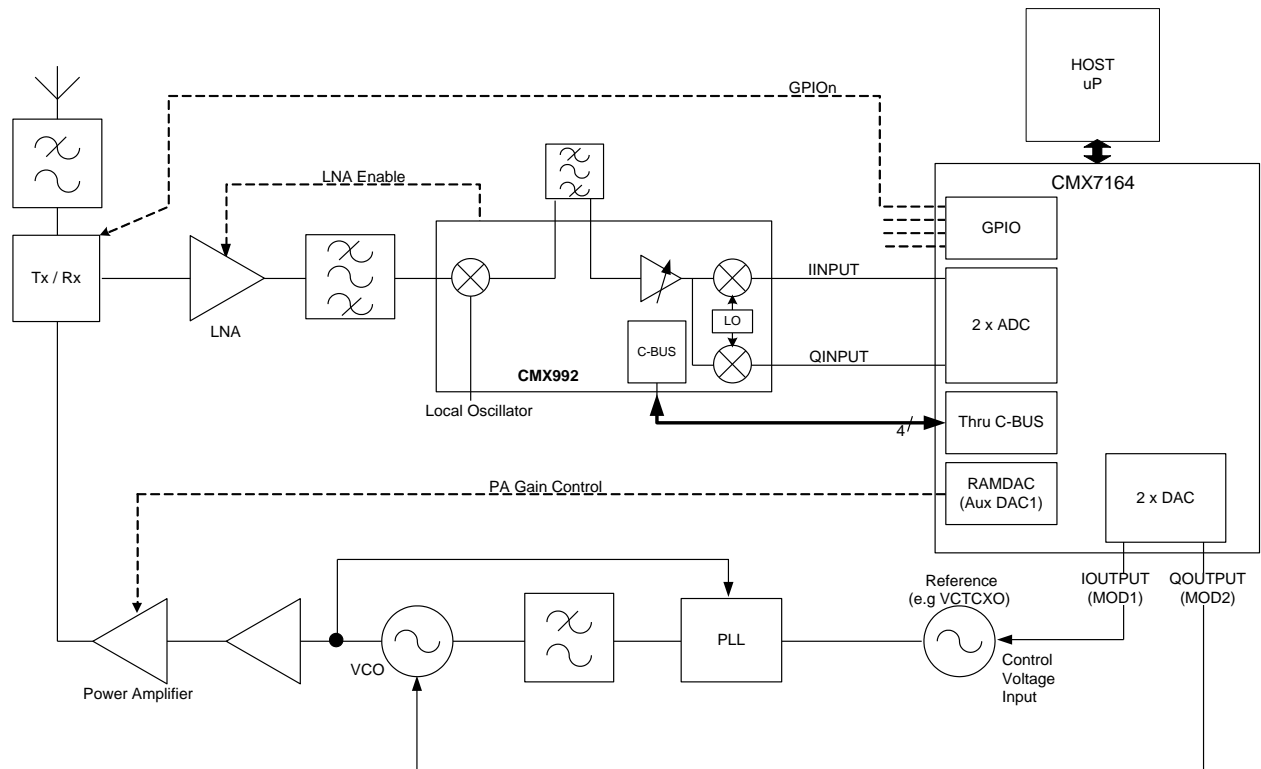 HOST
uP
GPIOn
CMX7164
LNA Enable
GPIO
Tx / Rx
IINPUT
LNA
LO
2 x ADC
C-BUS
QINPUT
CMX992
Local Oscillator
Thru C-BUS
4
RAMDAC
(Aux DAC1)
PA Gain Control
2 x DAC
Reference
(e.g VCTCXO)
IOUTPUT
(MOD1)
QOUTPUT
(MOD2)
PLL
VCO
Control
Voltage
Input
Power Amplifier